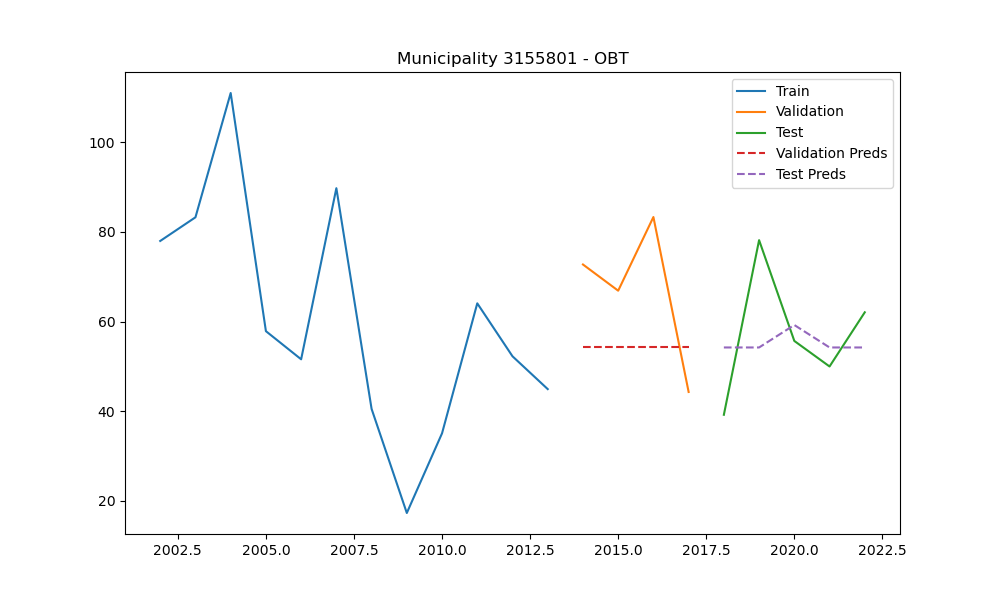 Municipality 3155801 - OBT
Train
Validation
Test
Validation Preds
Test Preds
100
80
60
40
20
2002.5 2005.0 2007.5 2010.0 2012.5 2015.0 2017.5 2020.0 2022.5